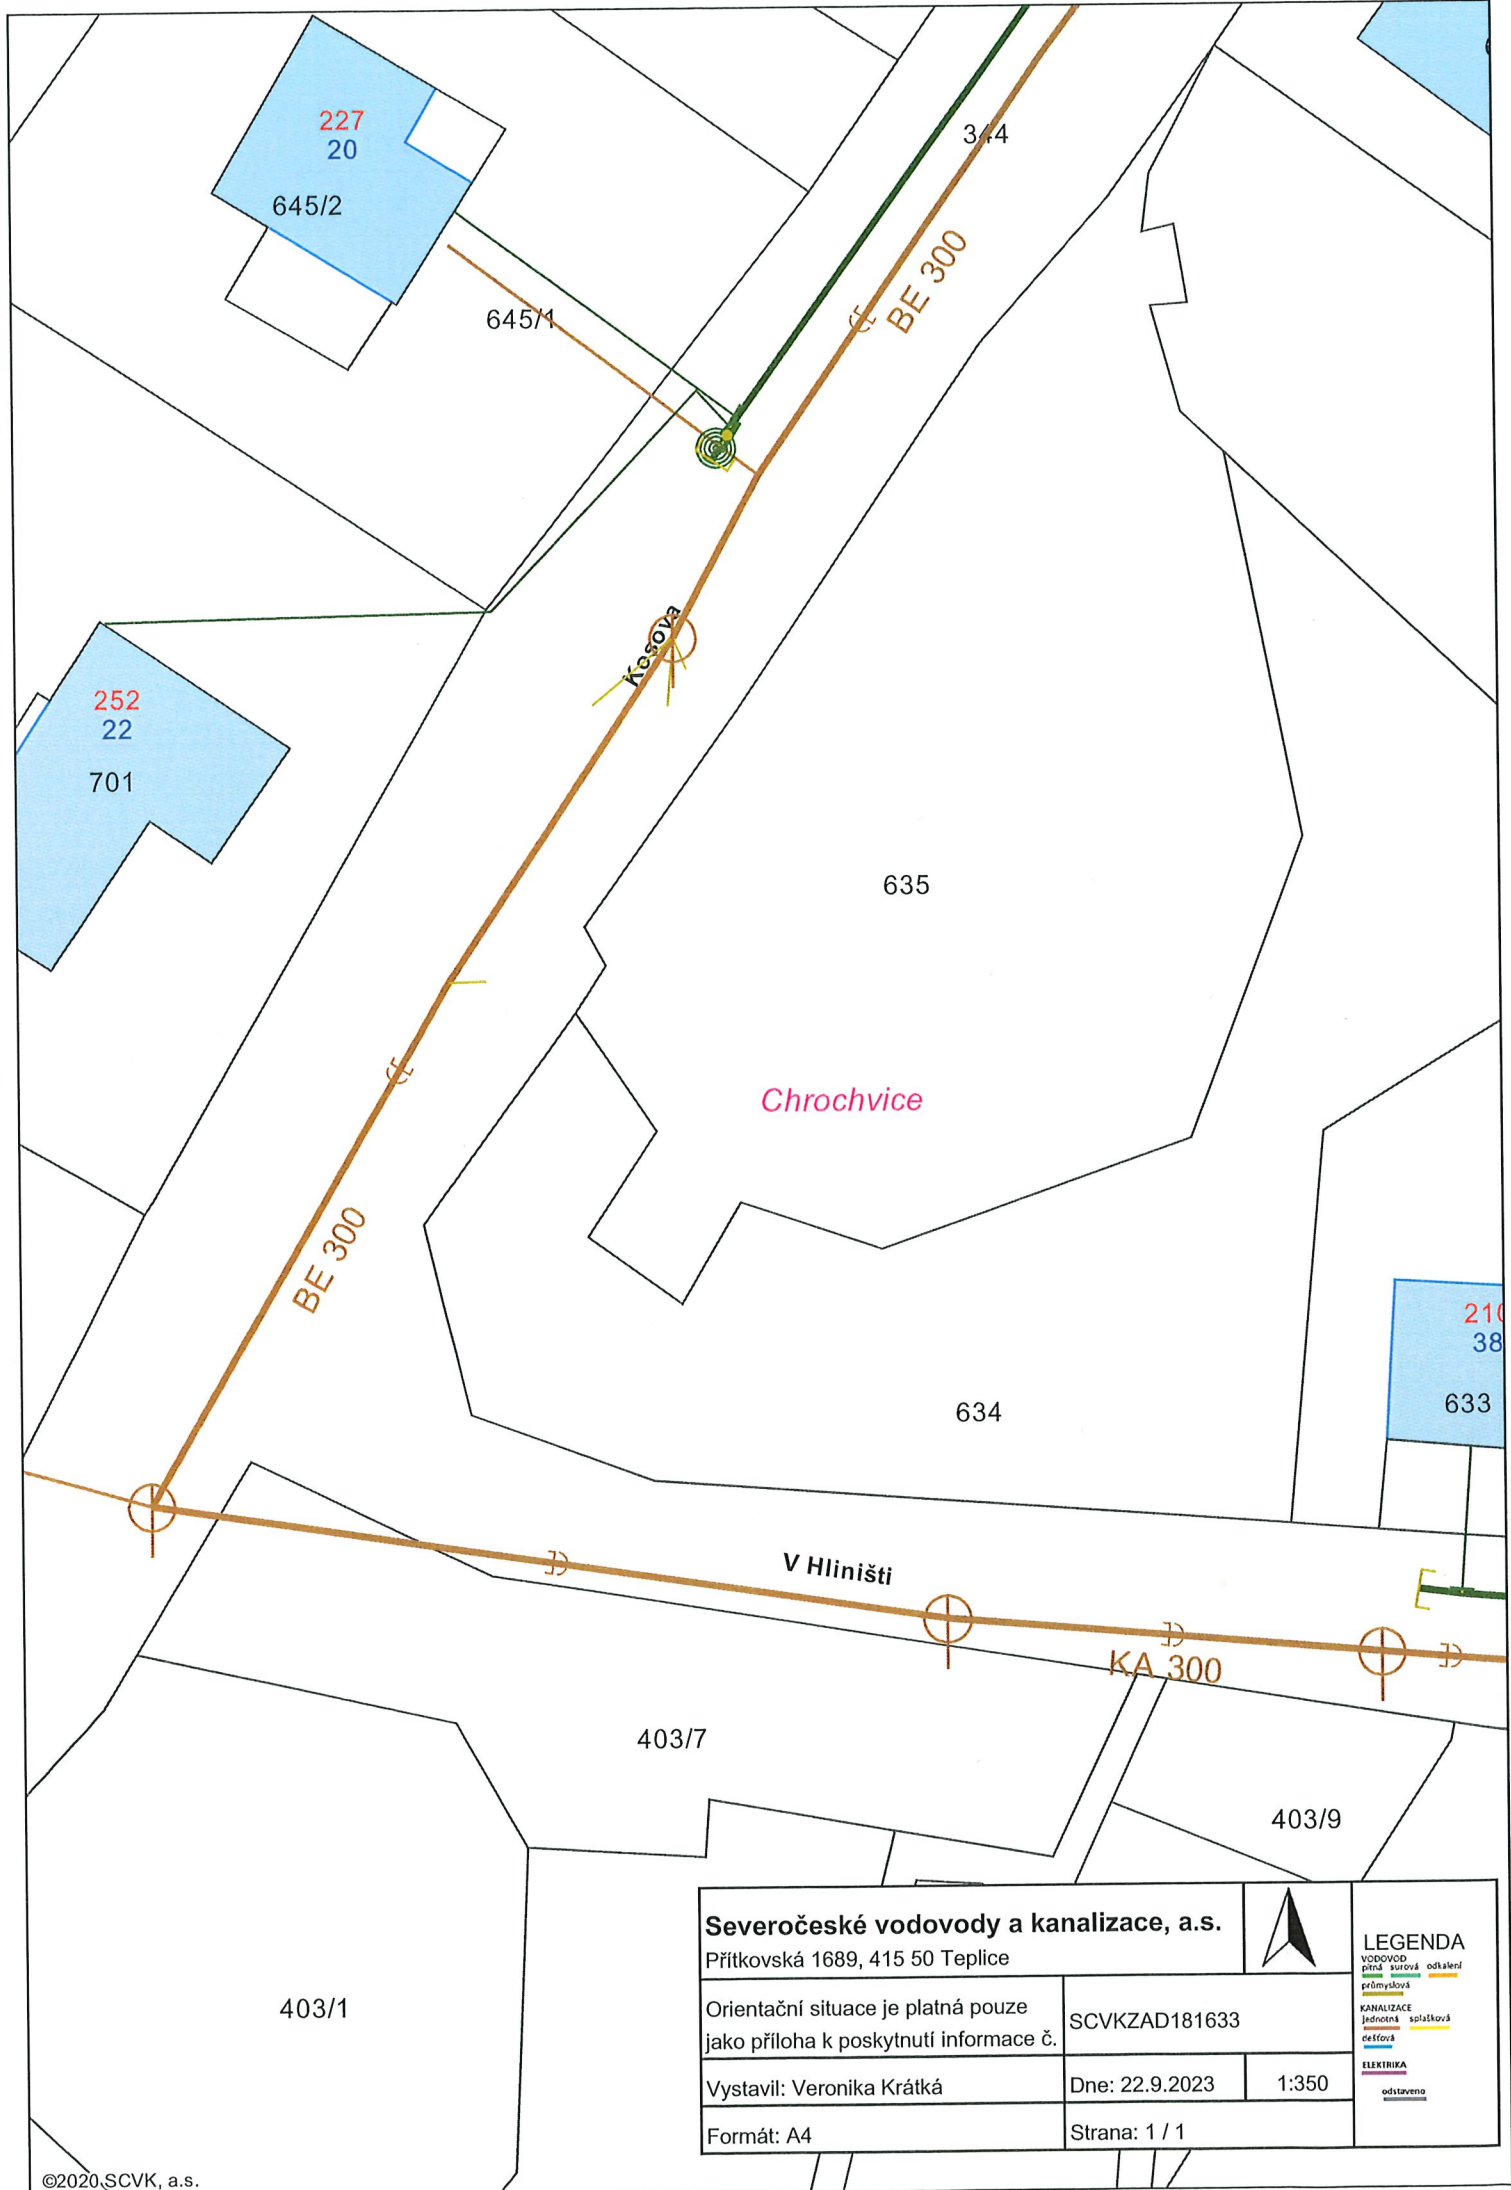 227
20
645/2
344
BE 300
645/1
Kosova
252
22
701
635
Chrochvice
BE 300
210
38
633
634
V Hliništi
KA 300
403/7
403/9
403/1
Severočeské vodovody a kanalizace, a.s.
Přítkovská 1689, 415 50 Teplice
Orientační situace je platná pouze
jako příloha k poskytnutí informace č.
SCVKZAD181633
Vystavil: Veronika Krátká
Dne: 22.9.2023
1:350
Formát: A4
Strana: 1 / 1
LEGENDA
VODOVOD
pitná surová odkalení
průmyslová
KANALIZACE
jednotná splašková
dešťová
ELEKTRIKA
odstaveno
©2020 SCVK, a.s.